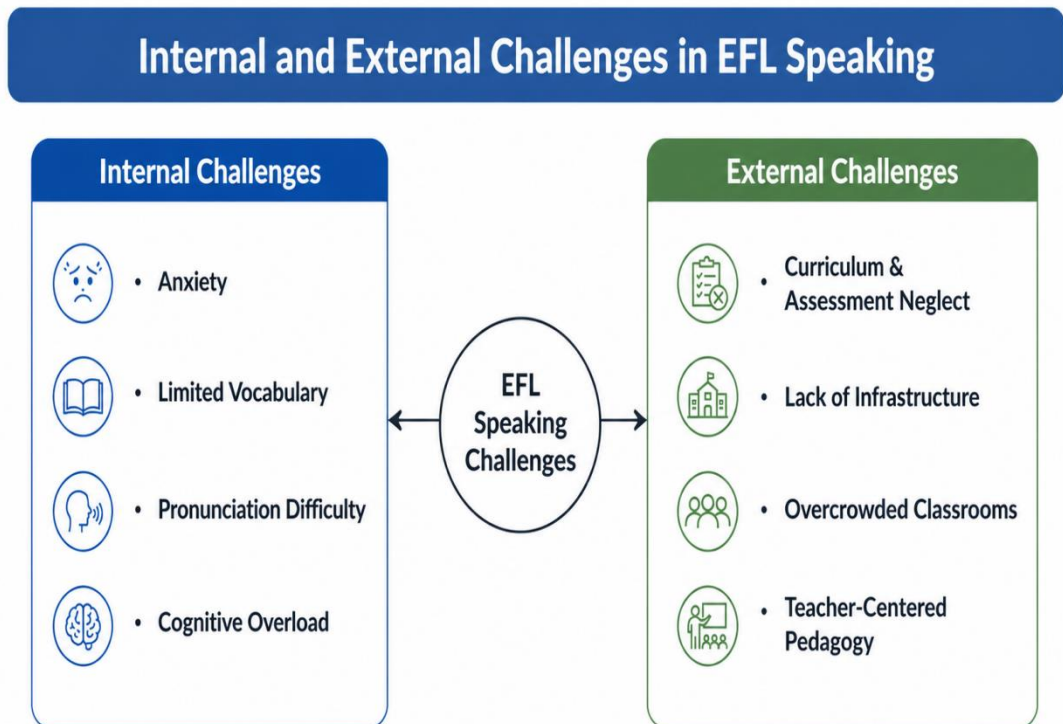 Internal and External Challenges in EFL Speaking
Internal Challenges
• Anxiety
• Limited Vocabulary
• Pronunciation Difficulty
• Cognitive Overload
EFL
Speaking
Challenges
External Challenges
• Curriculum &
Assessment Neglect
• Lack of Infrastructure
• Overcrowded Classrooms
• Teacher-Centered
Pedagogy